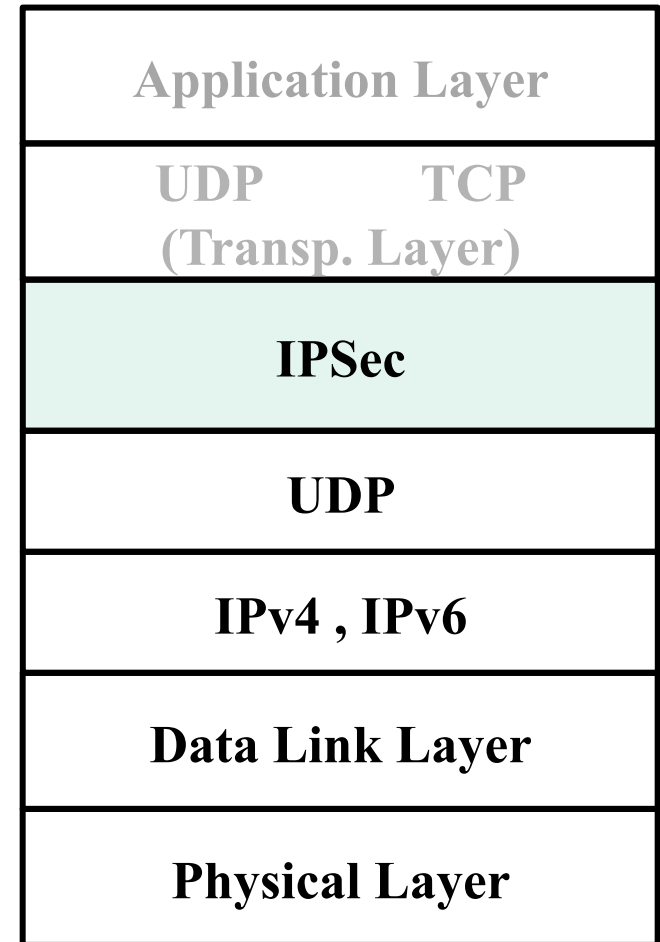 Application Layer
UDP TCP
(Transp. Layer)
IPSec
UDP
IPv4 , IPv6
Data Link Layer
Physical Layer